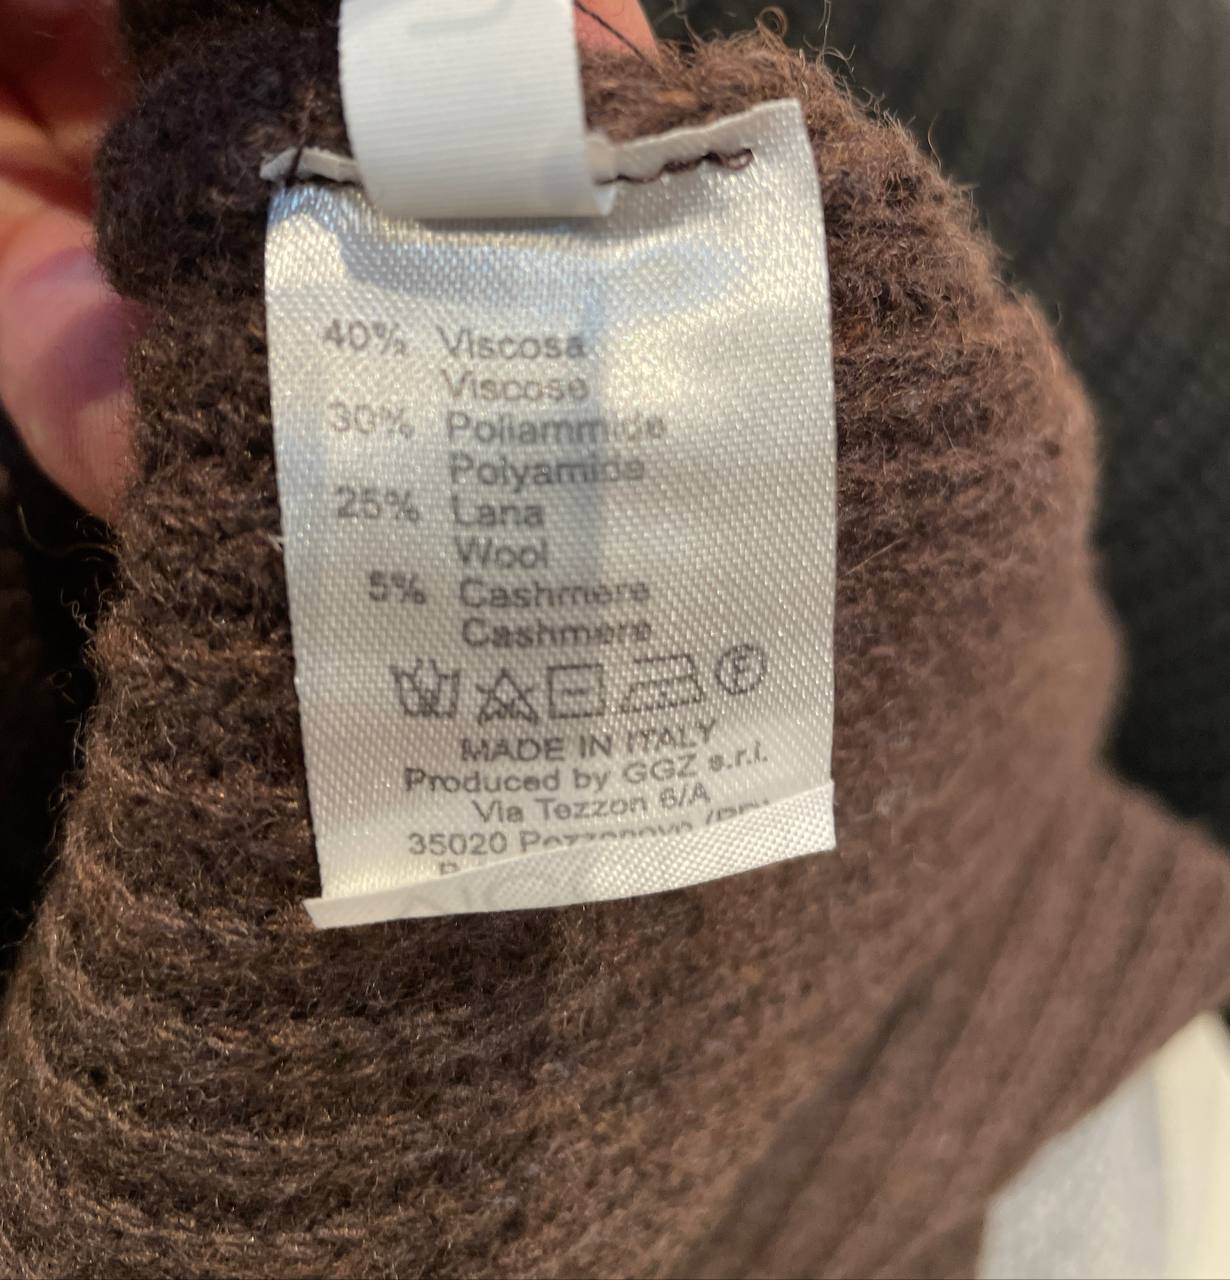 40% Viscosa
Viscose
30% Poliammide
Polyamide
25% Lana
Wool
5% Cashmere
Cashmere
F
MADE IN ITALY
Produced by GGZ s.r.l.
Via Tezzon 6/A
35020 Pozzonovo